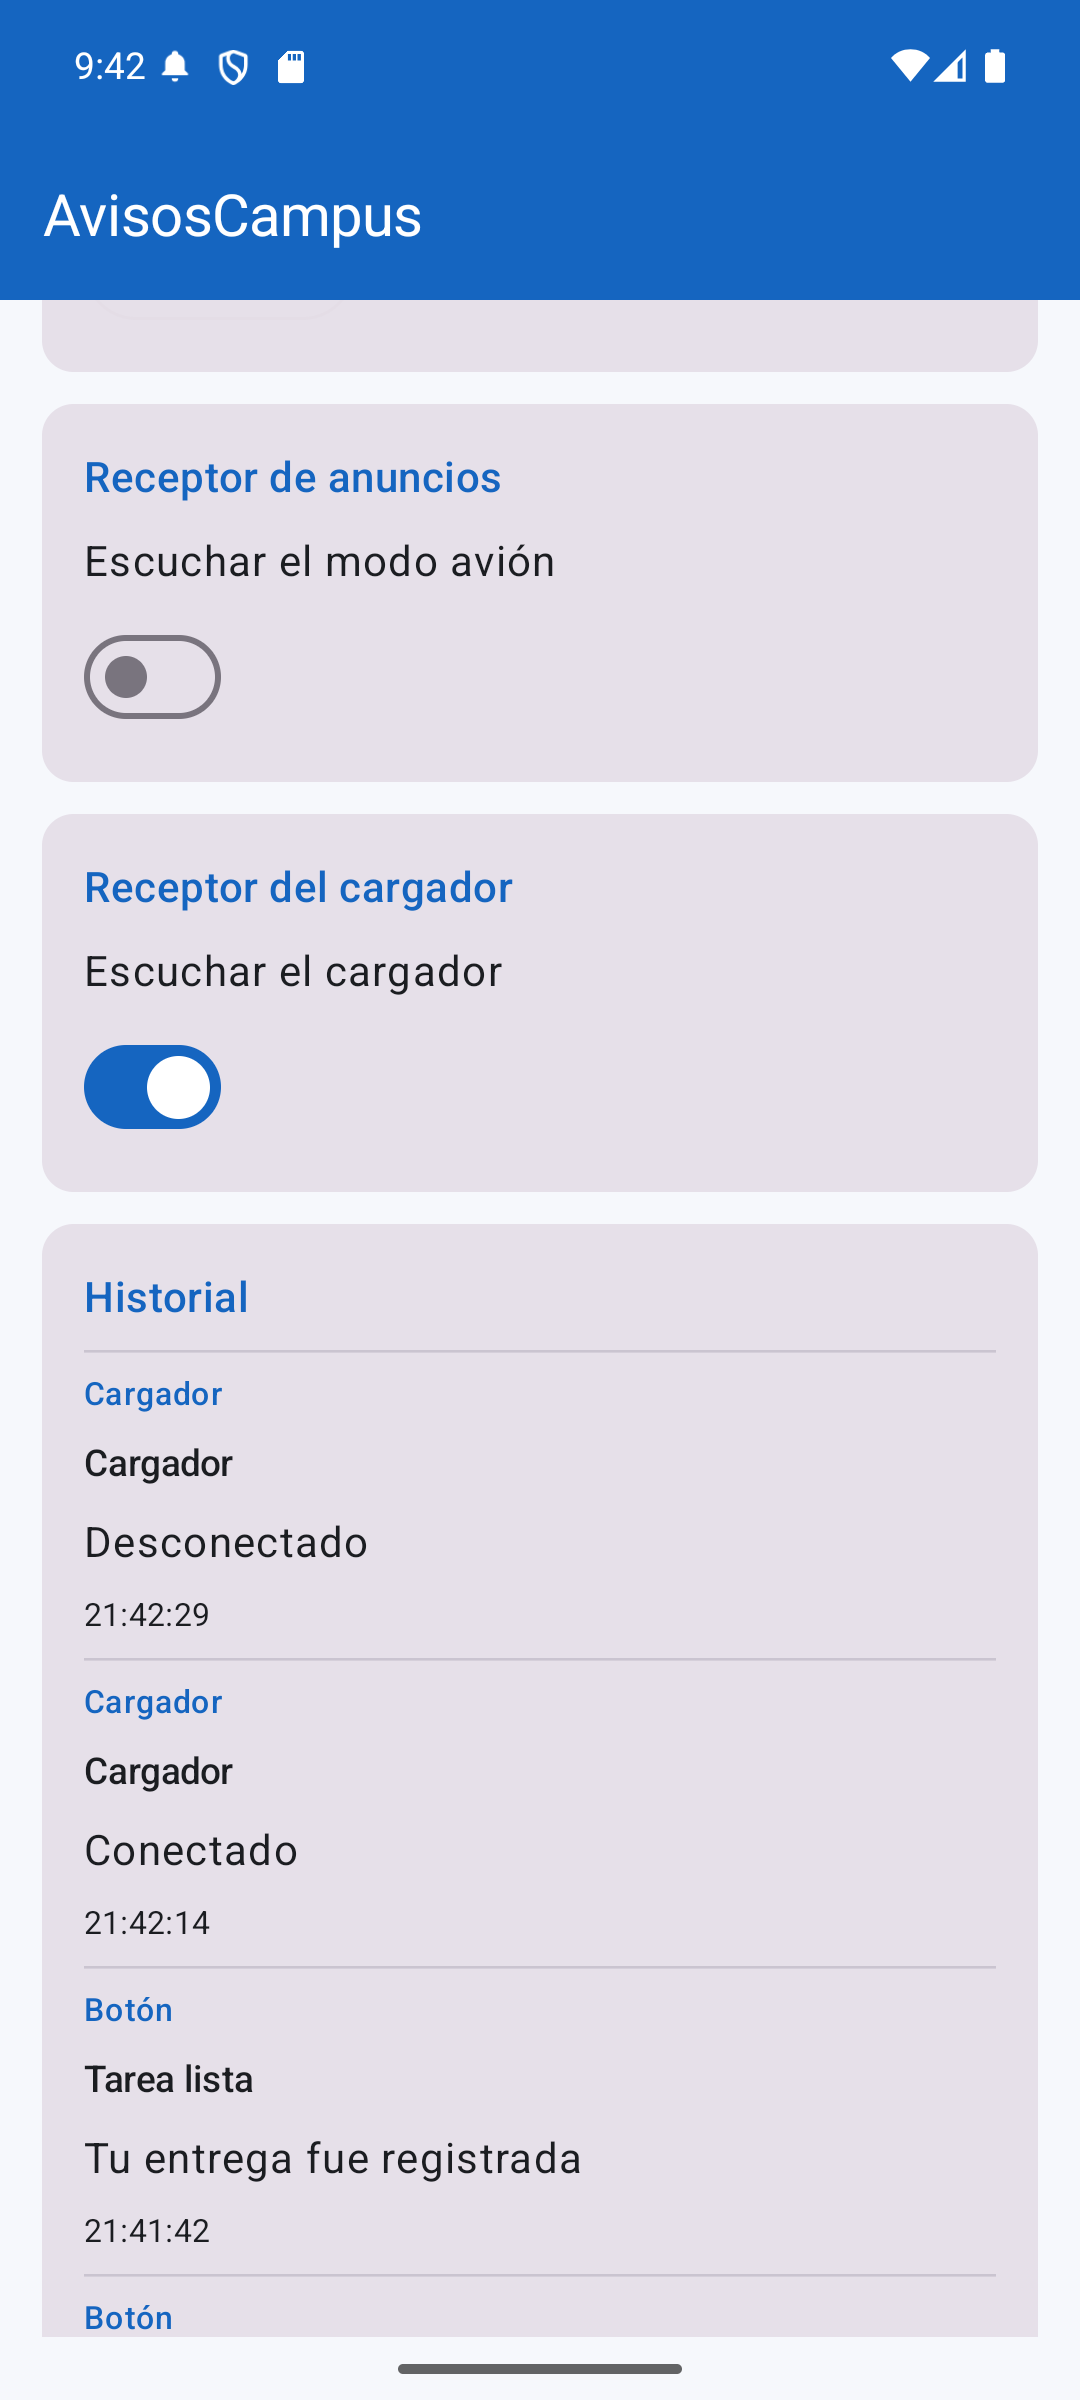 9:42
AvisosCampus
Receptor de anuncios
Escuchar el modo avión
Receptor del cargador
Escuchar el cargador
Historial
Cargador
Cargador
Desconectado
21:42:29
Cargador
Cargador
Conectado
21:42:14
Botón
Tarea lista
Tu entrega fue registrada
21:41:42
Botón